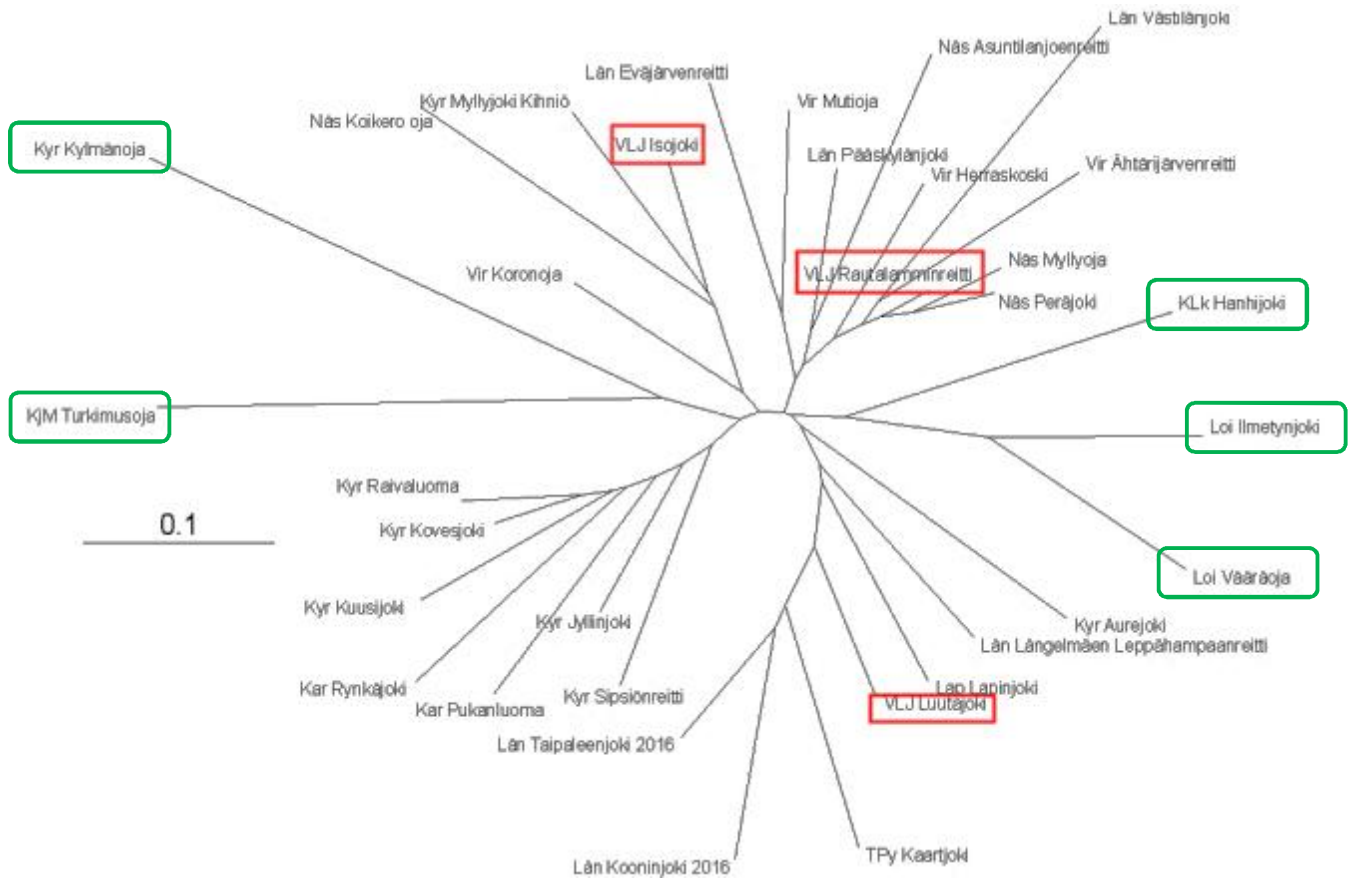 Län Västilänjoki
Näs Asuntilanjoenreitti
Län Eväjärvenreitti
Kyr Myllyjoki Kihniö
Vir Mutioja
Näs Koikero oja
VLJ Isojoki
Kyr Kylmänoja
Län Pääskylänjoki
Vir Herraskoski
Vir Ähtärijärvenreitti
Vir Koronoja
VLJ Rautalamminreitti
Näs Myllyoja
Näs Peräjoki
KLk Hanhijoki
KjM Turkimusoja
Loi Ilmetynjoki
Kyr Raivaluoma
0.1
Kyr Kovesjoki
Loi Vääräoja
Kyr Kuusijoki
Kyr Jyllinjoki
Kyr Aurejoki
Län Längelmäen Leppähampaanreitti
Kar Rynkäjoki
Kyr Sipsiönreitti
Lap Lapinjoki
VLJ Luutajoki
Kar Pukanluoma
Län Taipaleenjoki 2016
TPy Kaartjoki
Län Kooninjoki 2016